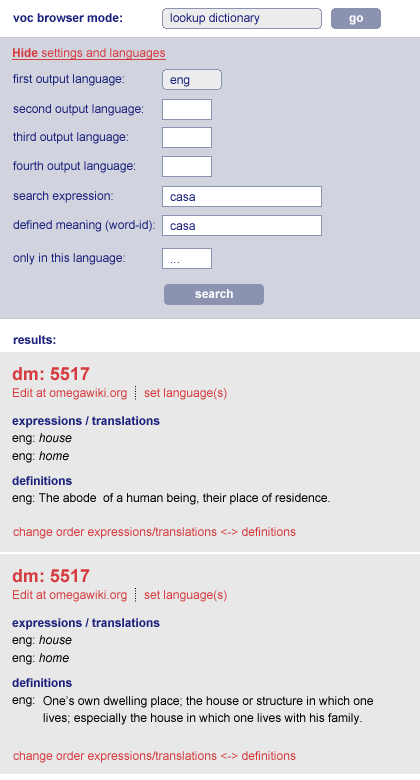 voc browser mode: lookup dictionary go
Hide settings and languages
first output language: eng
second output language:
third output language:
fourth output language:
search expression: casa
defined meaning (word-id): casa
only in this language: ...
search
results:
dm: 5517
Edit at omegawiki.org set language(s)
expressions / translations
eng: house
eng: home
definitions
eng: The abode of a human being, their place of residence.
change order expressions/translations <-> definitions
dm: 5517
Edit at omegawiki.org set language(s)
expressions / translations
eng: house
eng: home
definitions
eng: One's own dwelling place; the house or structure in which one
lives; especially the house in which one lives with his family.
change order expressions/translations <-> definitions